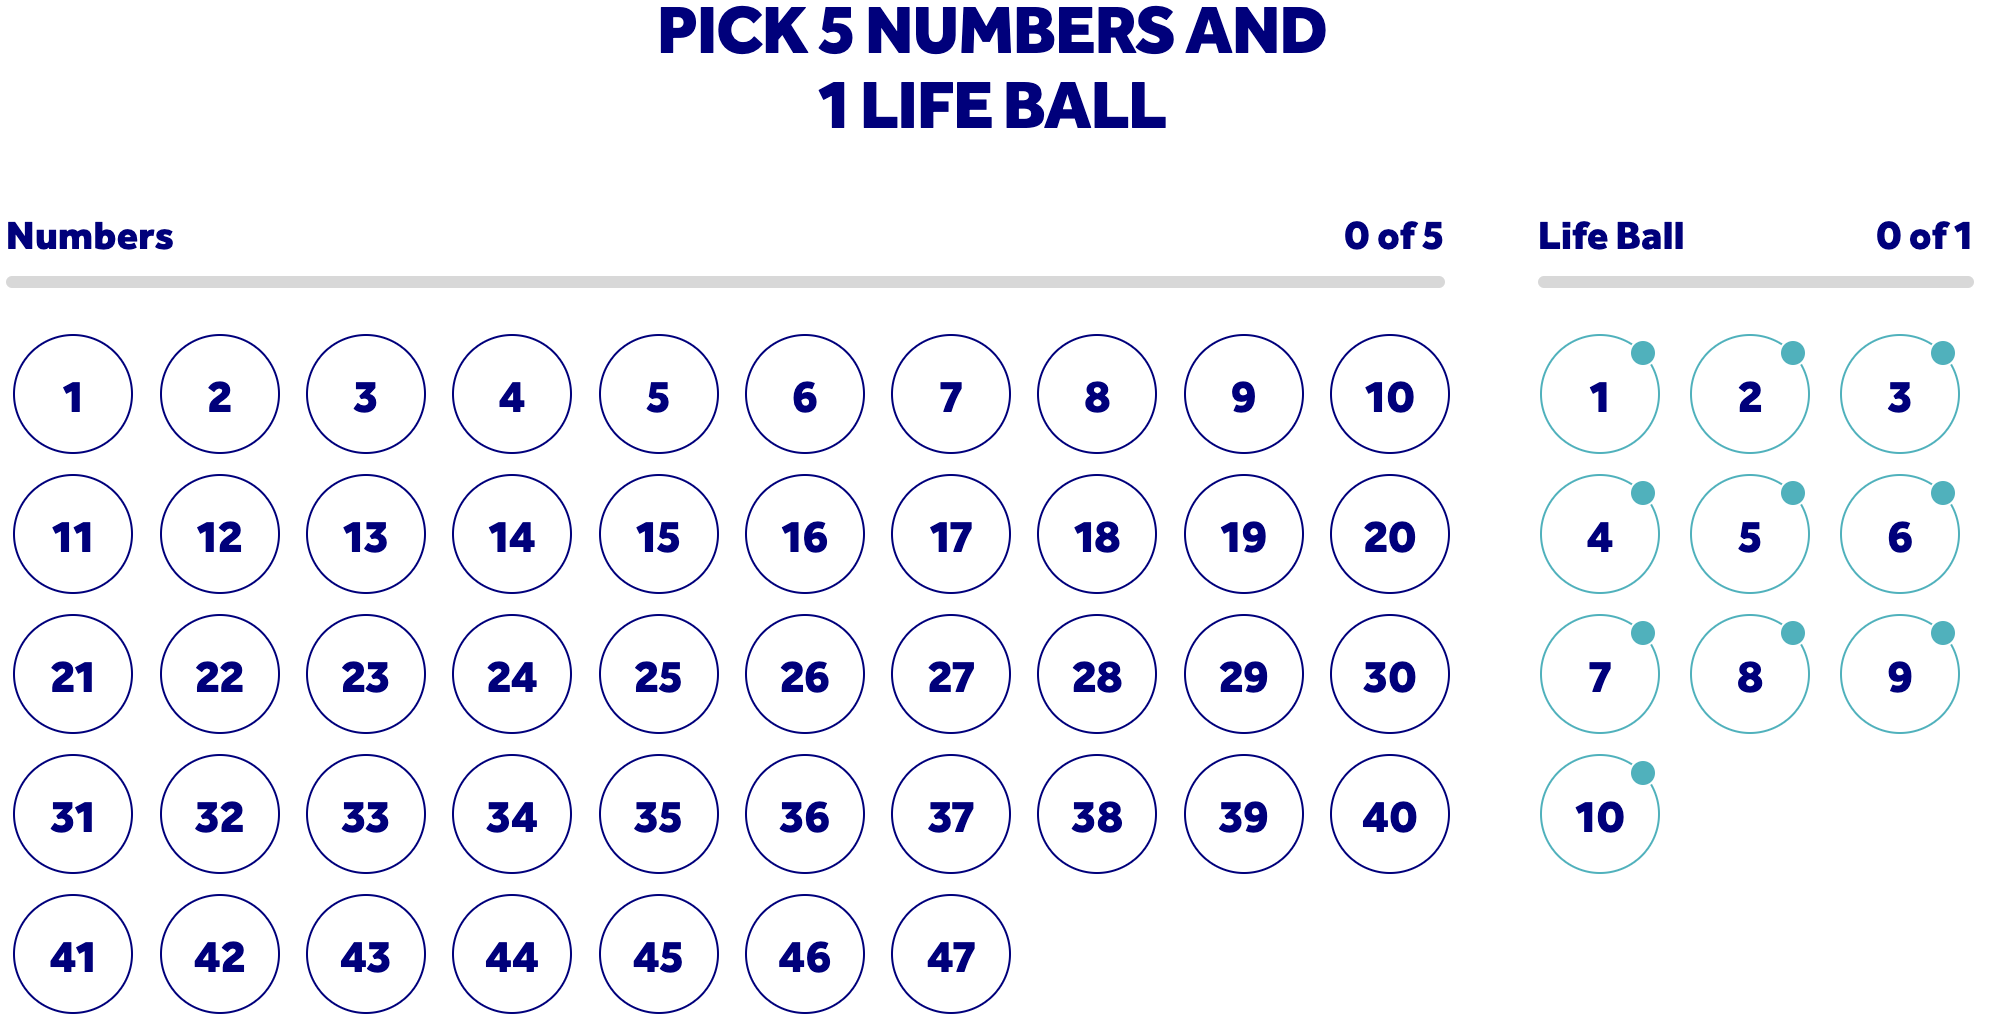 PICK 5 NUMBERS AND
1 LIFE BALL
Numbers 0 of 5
Life Ball 0 of 1
1 2 3 4 5 6 7 8 9 10
11 12 13 14 15 16 17 18 19 20
21 22 23 24 25 26 27 28 29 30
31 32 33 34 35 36 37 38 39 40
41 42 43 44 45 46 47
1 2 3
4 5 6
7 8 9
10